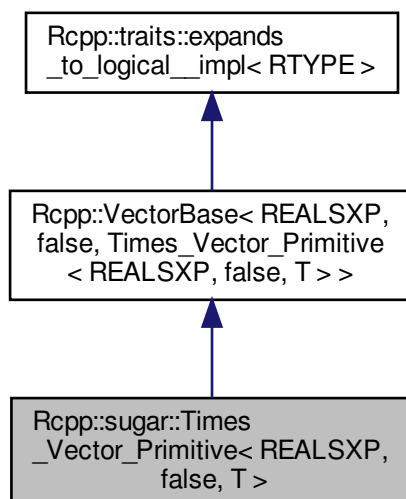 Rcpp::traits::expands
_to_logical__impl< RTYPE >
Rcpp::VectorBase< REALSXP,
false, Times_Vector_Primitive
< REALSXP, false, T > >
Rcpp::sugar::Times
_Vector_Primitive< REALSXP,
false, T >